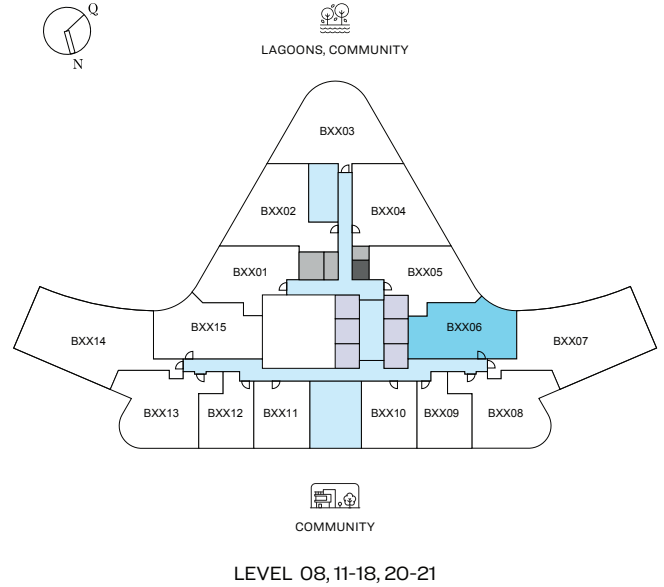 Q
N
LAGOONS, COMMUNITY
BXX03
BXX02
BXX04
BXX01
BXX05
BXX15
BXX06
BXX14
BXX07
BXX13
BXX12
BXX11
BXX10
BXX09
BXX08
COMMUNITY
LEVEL 08, 11-18, 20-21